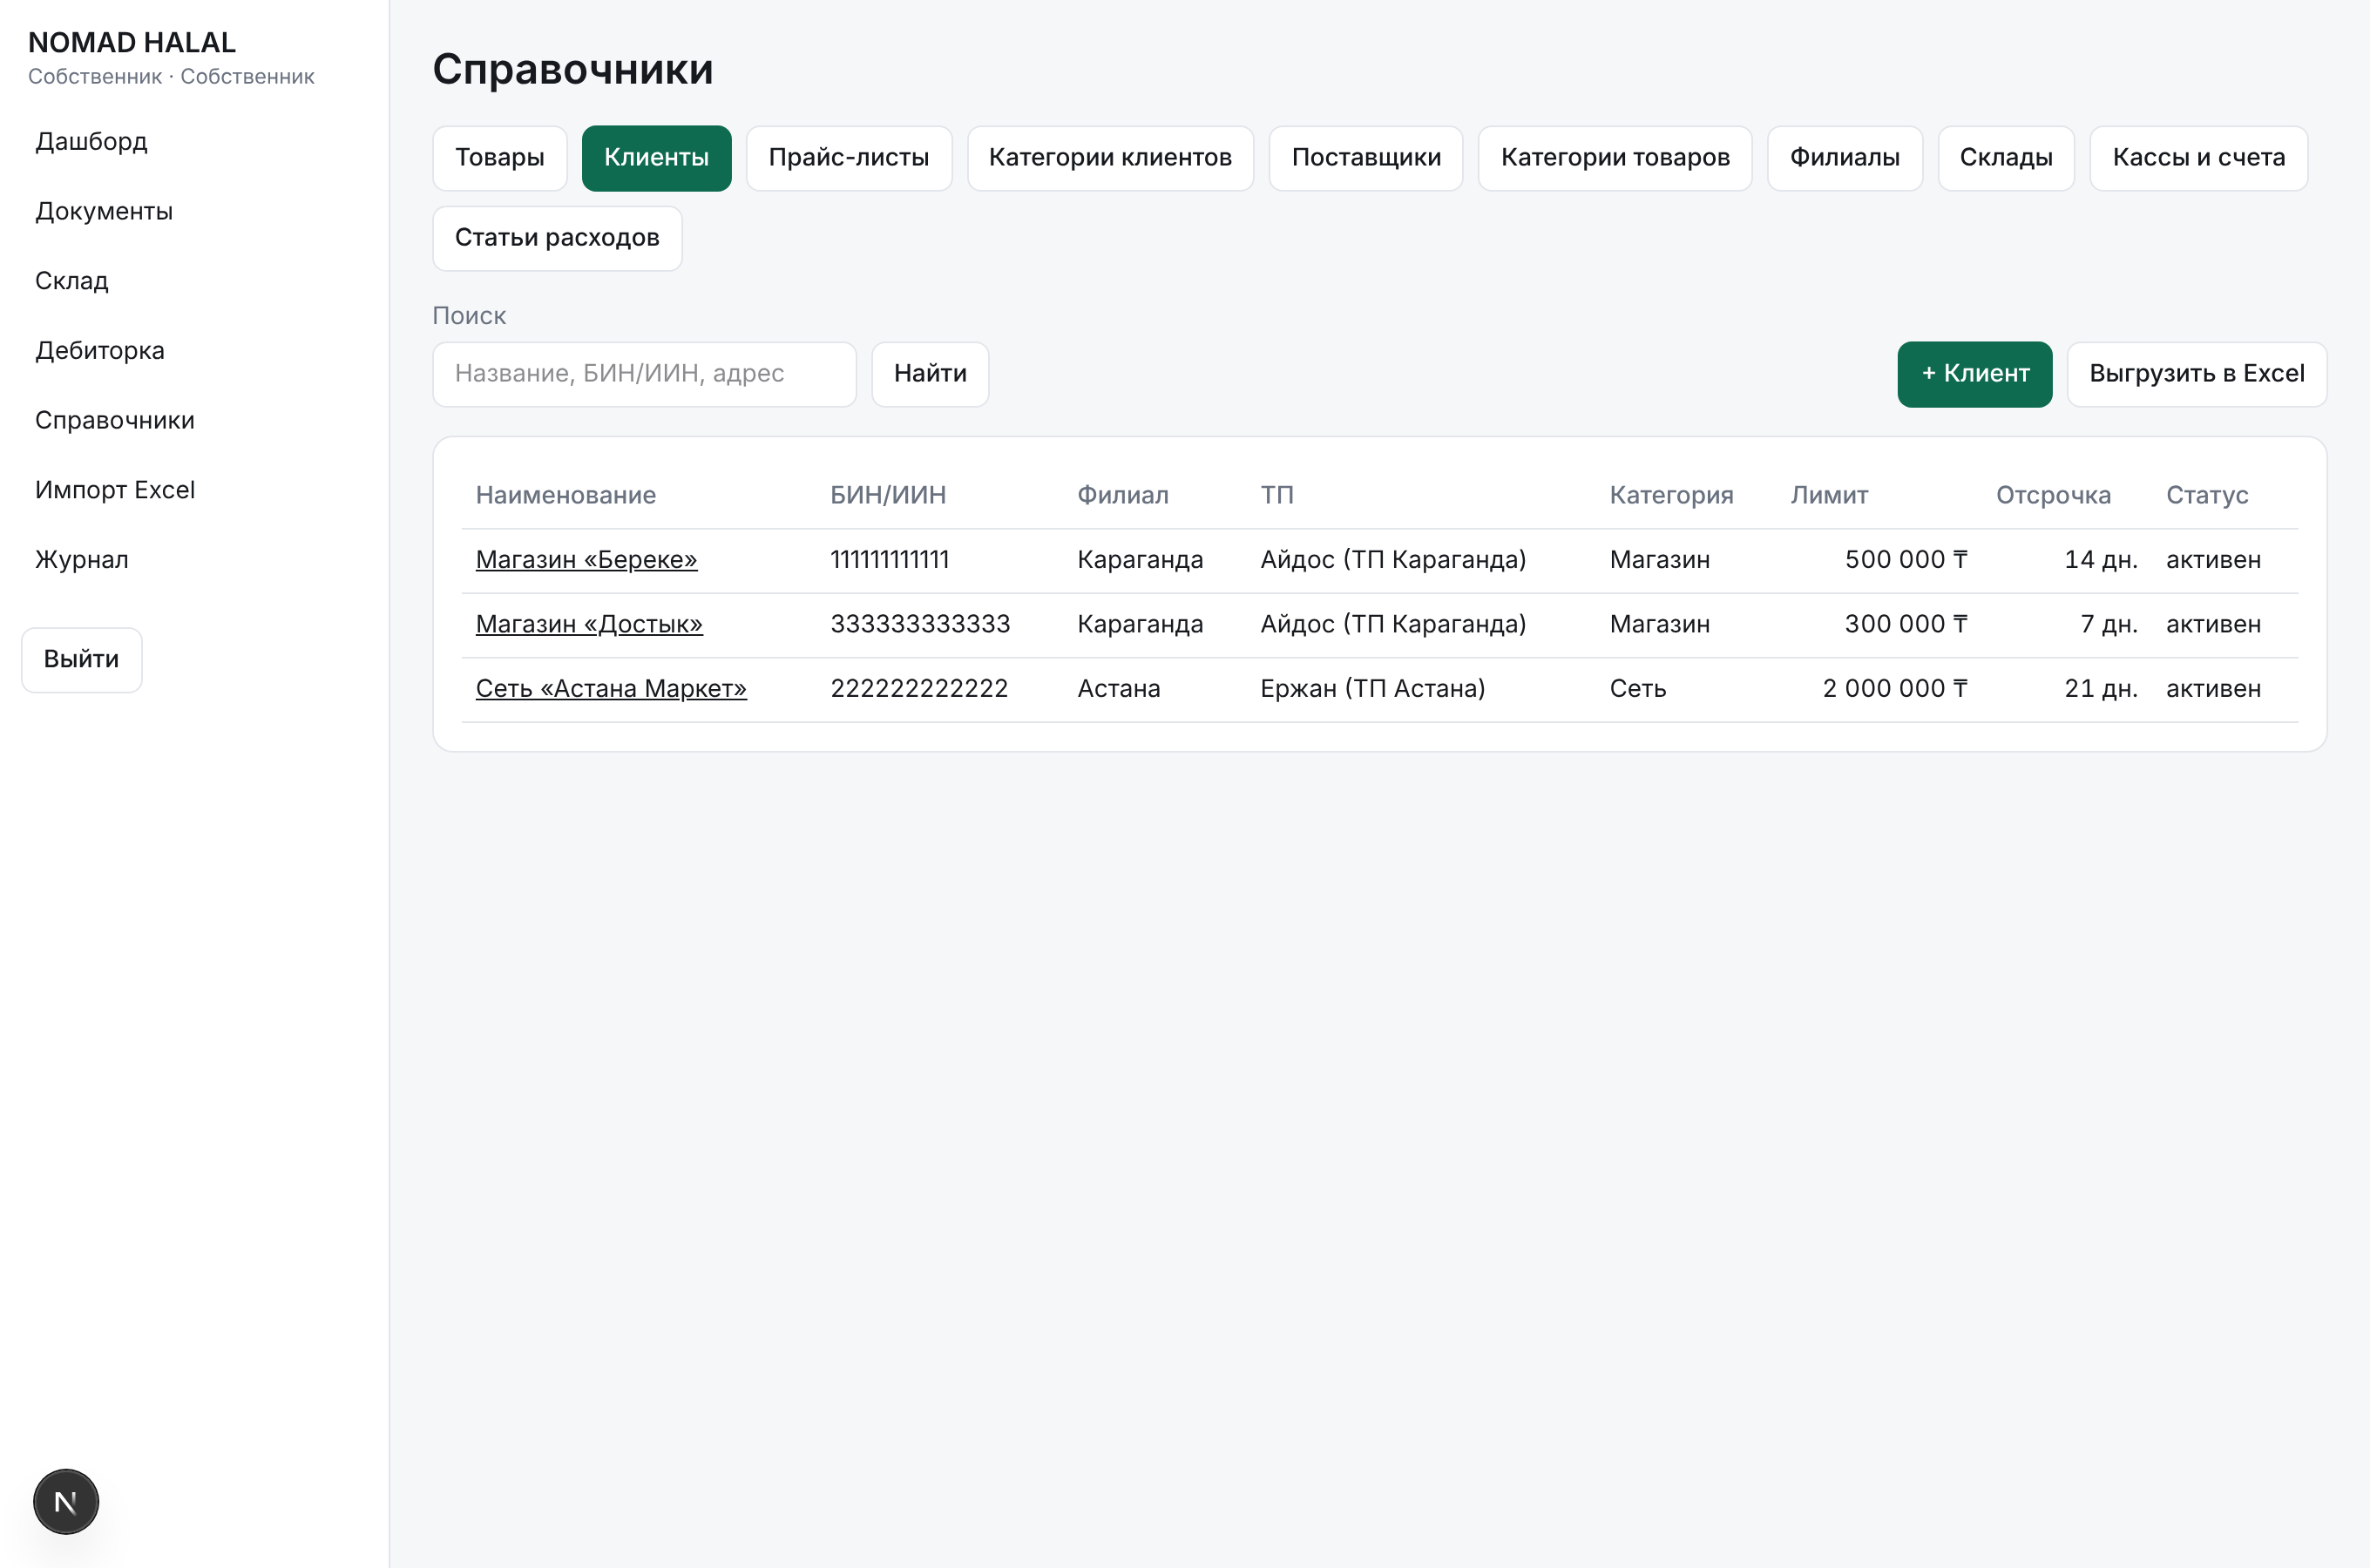 NOMAD HALAL
Собственник · Собственник
Дашборд
Документы
Склад
Дебиторка
Справочники
Импорт Excel
Журнал
Выйти
Справочники
Товары Клиенты Прайс-листы Категории клиентов Поставщики Категории товаров Филиалы Склады Кассы и счета
Статьи расходов
Поиск
Название, БИН/ИИН, адрес Найти + Клиент Выгрузить в Excel
Наименование БИН/ИИН Филиал ТП Категория Лимит Отсрочка Статус
Магазин «Береке» 111111111111 Караганда Айдос (ТП Караганда) Магазин 500 000 ₸ 14 дн. активен
Магазин «Достык» 333333333333 Караганда Айдос (ТП Караганда) Магазин 300 000 ₸ 7 дн. активен
Сеть «Астана Маркет» 222222222222 Астана Ержан (ТП Астана) Сеть 2 000 000 ₸ 21 дн. активен
N